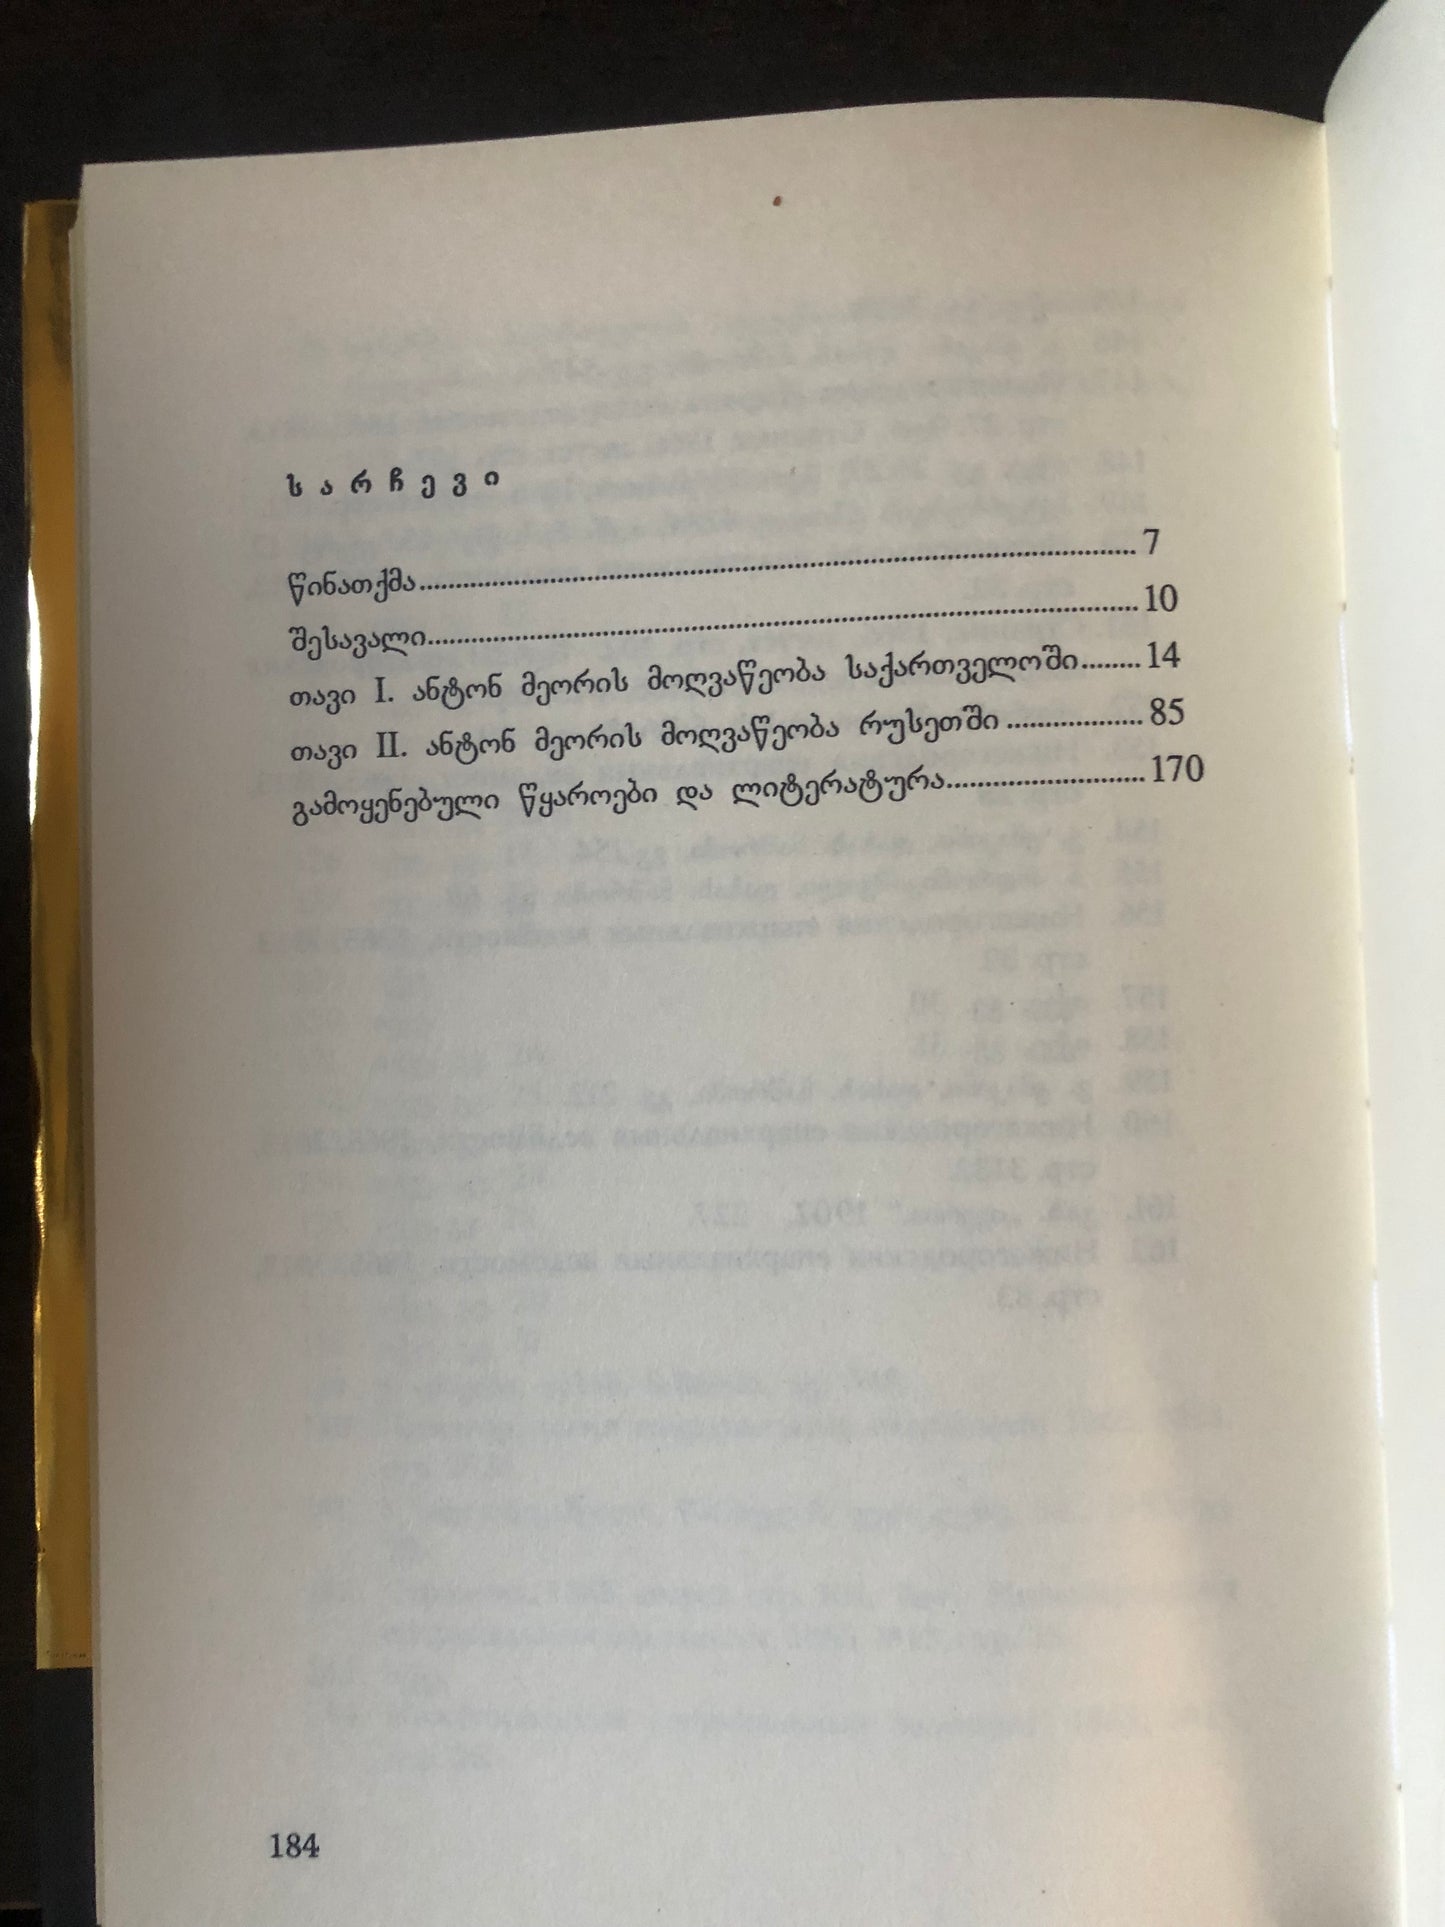 ს ა რ ჩ ე ვ ი
წინათქმა........................................................................................ 7
შესავალი........................................................................................ 10
თავი I. ანტონ მეორის მოღვაწეობა საქართველოში........ 14
თავი II. ანტონ მეორის მოღვაწეობა რუსეთში .................. 85
გამოყენებული წყაროები და ლიტერატურა......................... 170
184